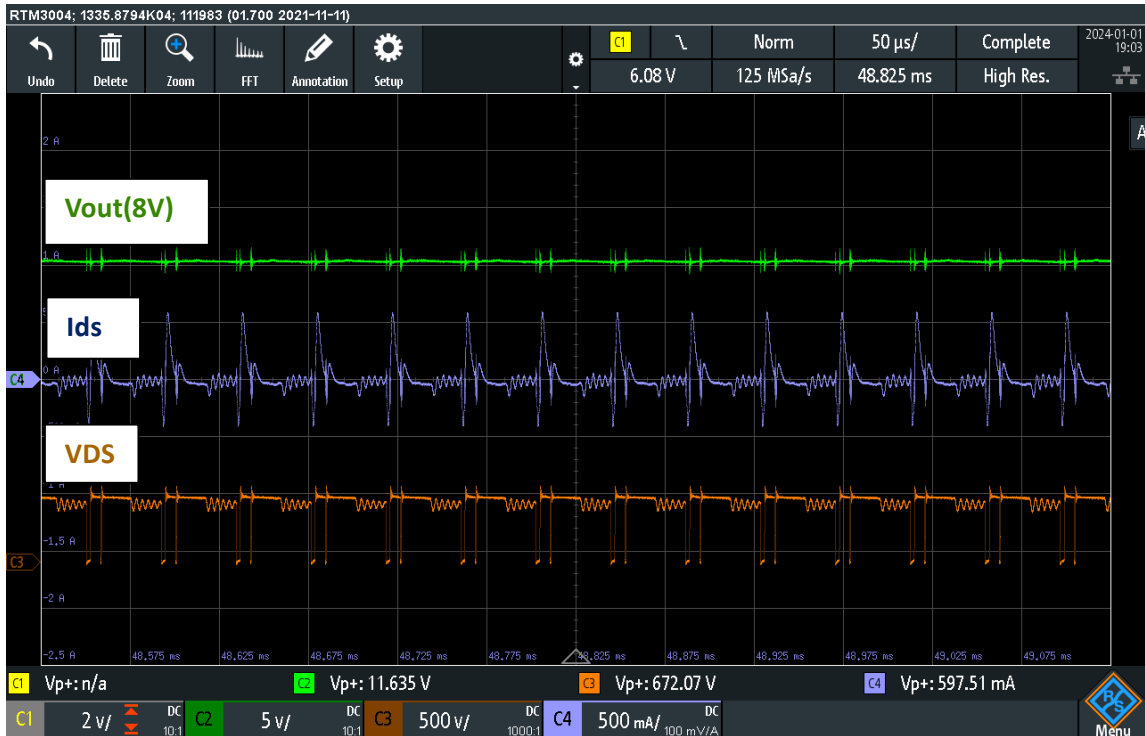 RTM3004; 1335.8794K04; 111983 (01.700 2021-11-11)
Undo Delete Zoom FFT Annotation Setup
C1 Norm 50 µs/ Complete
6.08 V 125 MSa/s 48.825 ms High Res.
2024-01-01
19:03
A
2 A
Vout(8V)
1 A
Ids
0 A
C4
VDS
-1 A
-1.5 A
C3
-2 A
-2.5 A 48.575 ms 48.625 ms 48.675 ms 48.725 ms 48.775 ms 48.825 ms 48.875 ms 48.925 ms 48.975 ms 49.025 ms 49.075 ms
C1 Vp+: n/a C2 Vp+: 11.635 V C3 Vp+: 672.07 V C4 Vp+: 597.51 mA
C1 2 V/ DC 10:1 C2 5 V/ DC 10:1 C3 500 V/ DC 1000:1 C4 500 mA/ DC 100 mV/A
R&S
Menu